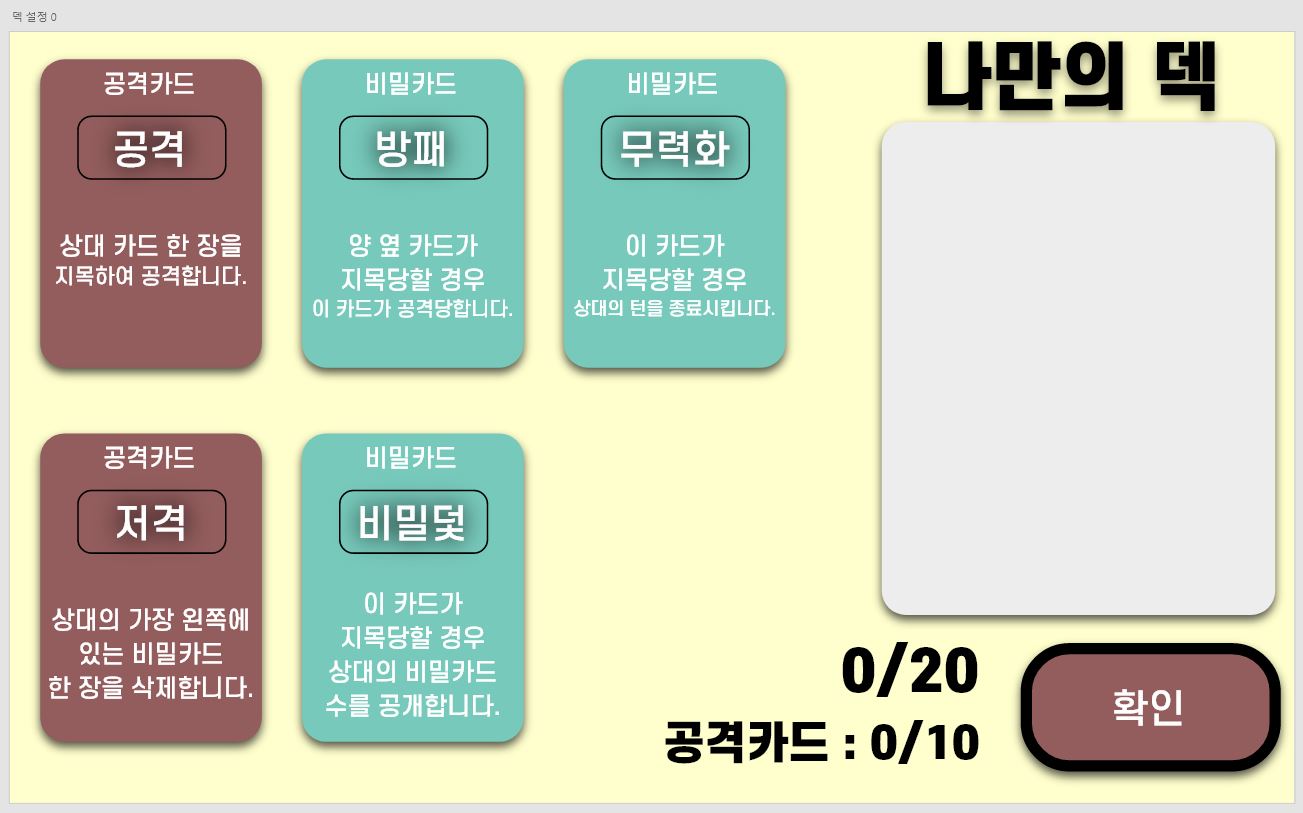 덱 설정 0
공격카드
공격
상대 카드 한 장을
지목하여 공격합니다.
비밀카드
방패
양 옆 카드가
지목당할 경우
이 카드가 공격당합니다.
비밀카드
무력화
이 카드가
지목당할 경우
상대의 턴을 종료시킵니다.
나만의 덱
공격카드
저격
상대의 가장 왼쪽에
있는 비밀카드
한 장을 삭제합니다.
비밀카드
비밀덫
이 카드가
지목당할 경우
상대의 비밀카드
수를 공개합니다.
0/20
공격카드 : 0/10
확인